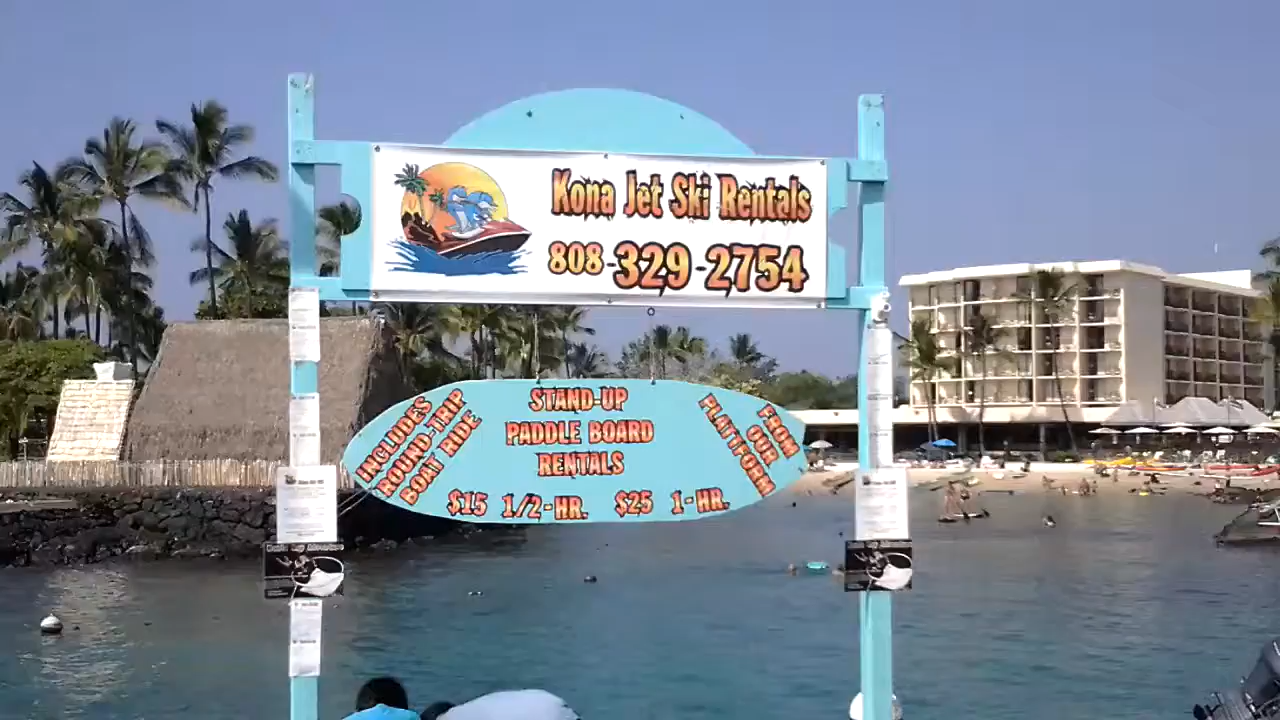 Kona Jet Ski Rentals
808-329-2754
INCLUDES
ROUND-TRIP
BOAT RIDE
STAND-UP
PADDLE BOARD
RENTALS
FROM
OUR
PLATFORM
$15 1/2-HR. $25 1-HR.